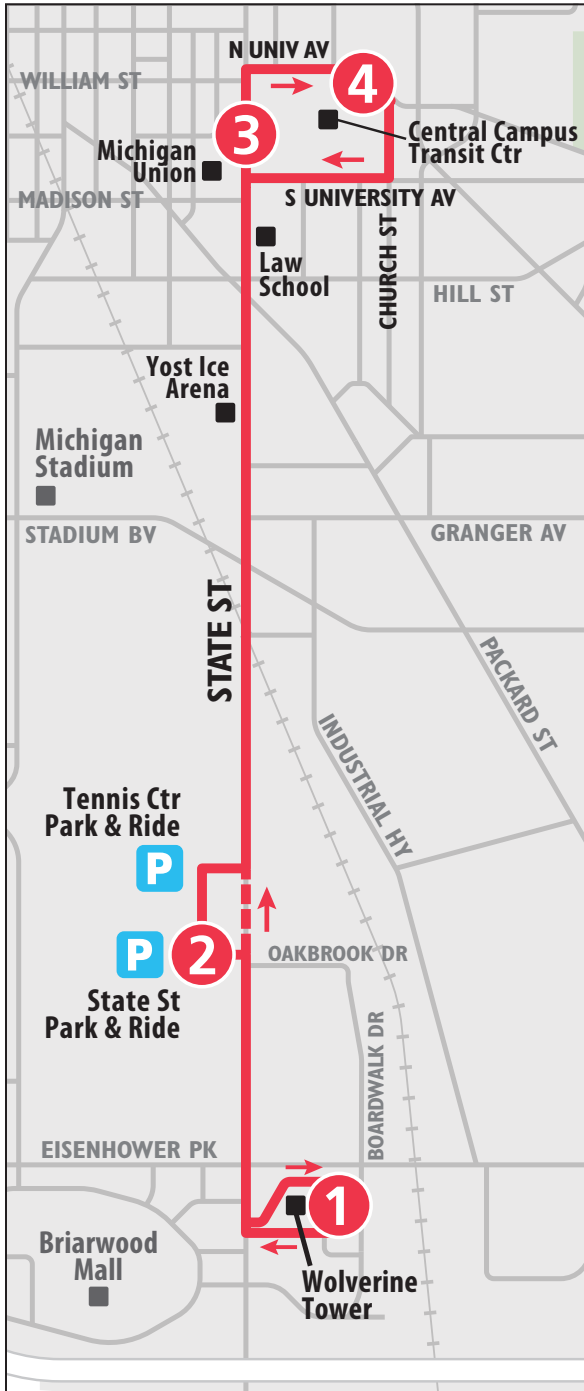 N UNIV AV
WILLIAM ST
4
3
Central Campus
Transit Ctr
Michigan
Union
MADISON ST
S UNIVERSITY AV
Law
School
CHURCH ST
HILL ST
Yost Ice
Arena
Michigan
Stadium
STADIUM BV
GRANGER AV
STATE ST
PACKARD ST
INDUSTRIAL HY
Tennis Ctr
Park & Ride
P
P
2
OAKBROOK DR
State St
Park & Ride
BOARDWALK DR
EISENHOWER PK
1
Briarwood
Mall
Wolverine
Tower